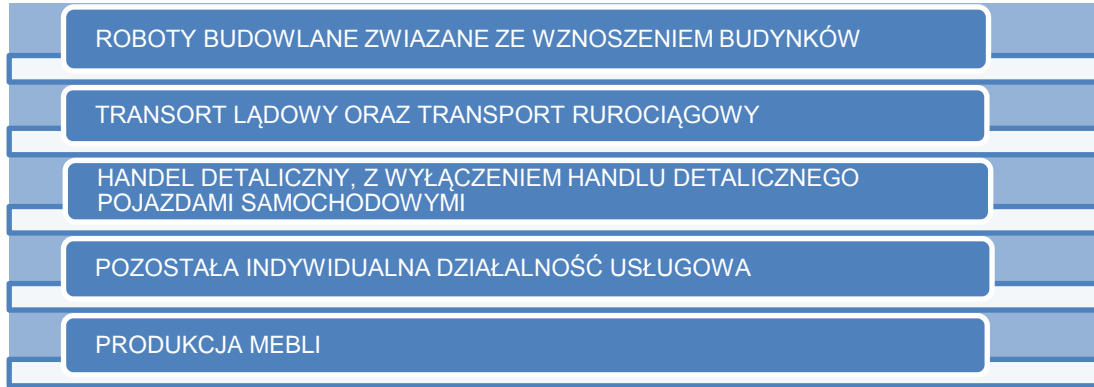 ROBOTY BUDOWLANE ZWIAZANE ZE WZNOSZENIEM BUDYNKÓW
TRANSORT LĄDOWY ORAZ TRANSPORT RUROCIĄGOWY
HANDEL DETALICZNY, Z WYŁĄCZENIEM HANDLU DETALICZNEGO
POJAZDAMI SAMOCHODOWYMI
POZOSTAŁA INDYWIDUALNA DZIAŁALNOŚĆ USŁUGOWA
PRODUKCJA MEBLI